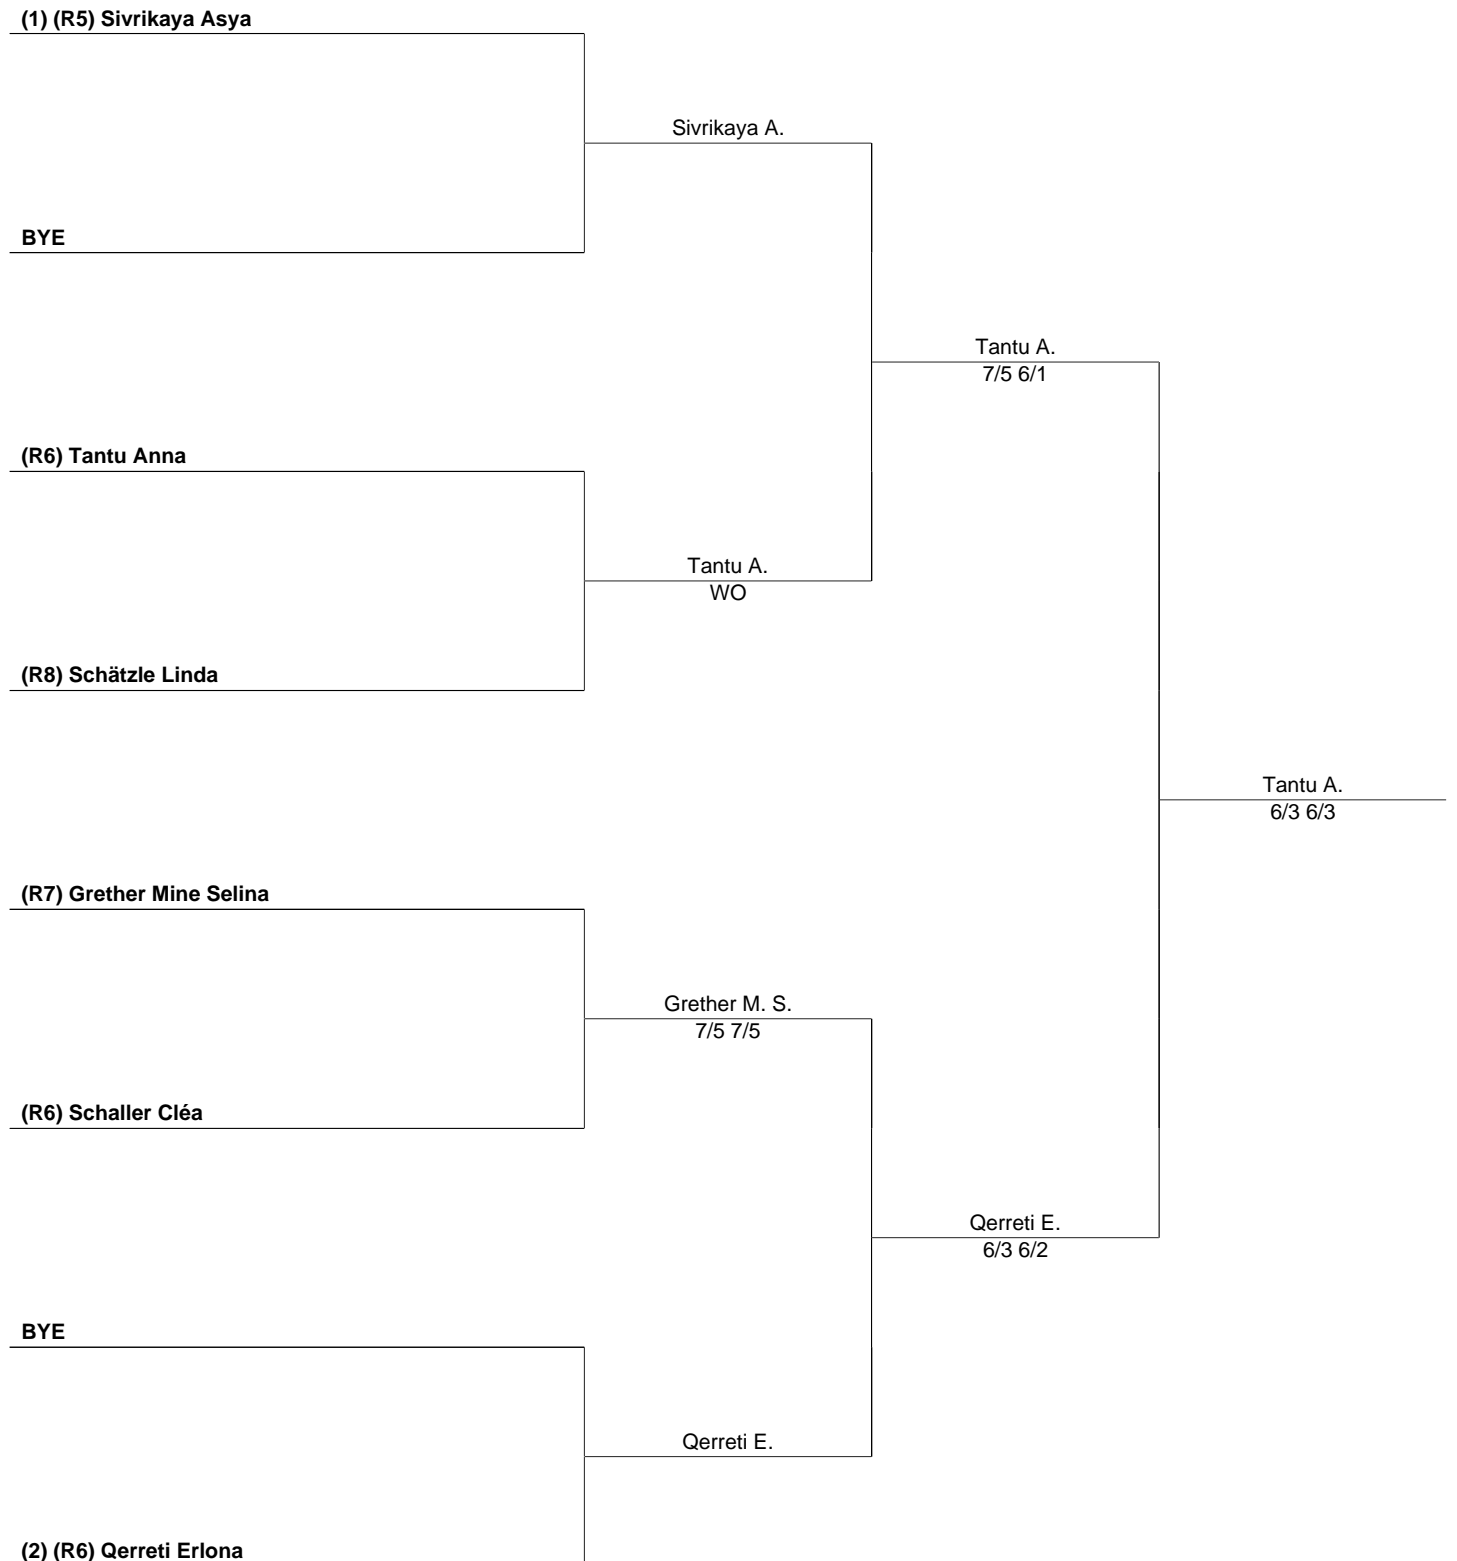 (1) (R5) Sivrikaya Asya
Sivrikaya A.
BYE
Tantu A.
7/5 6/1
(R6) Tantu Anna
Tantu A.
WO
(R8) Schätzle Linda
Tantu A.
6/3 6/3
(R7) Grether Mine Selina
Grether M. S.
7/5 7/5
(R6) Schaller Cléa
Qerreti E.
6/3 6/2
BYE
Qerreti E.
(2) (R6) Qerreti Erlona